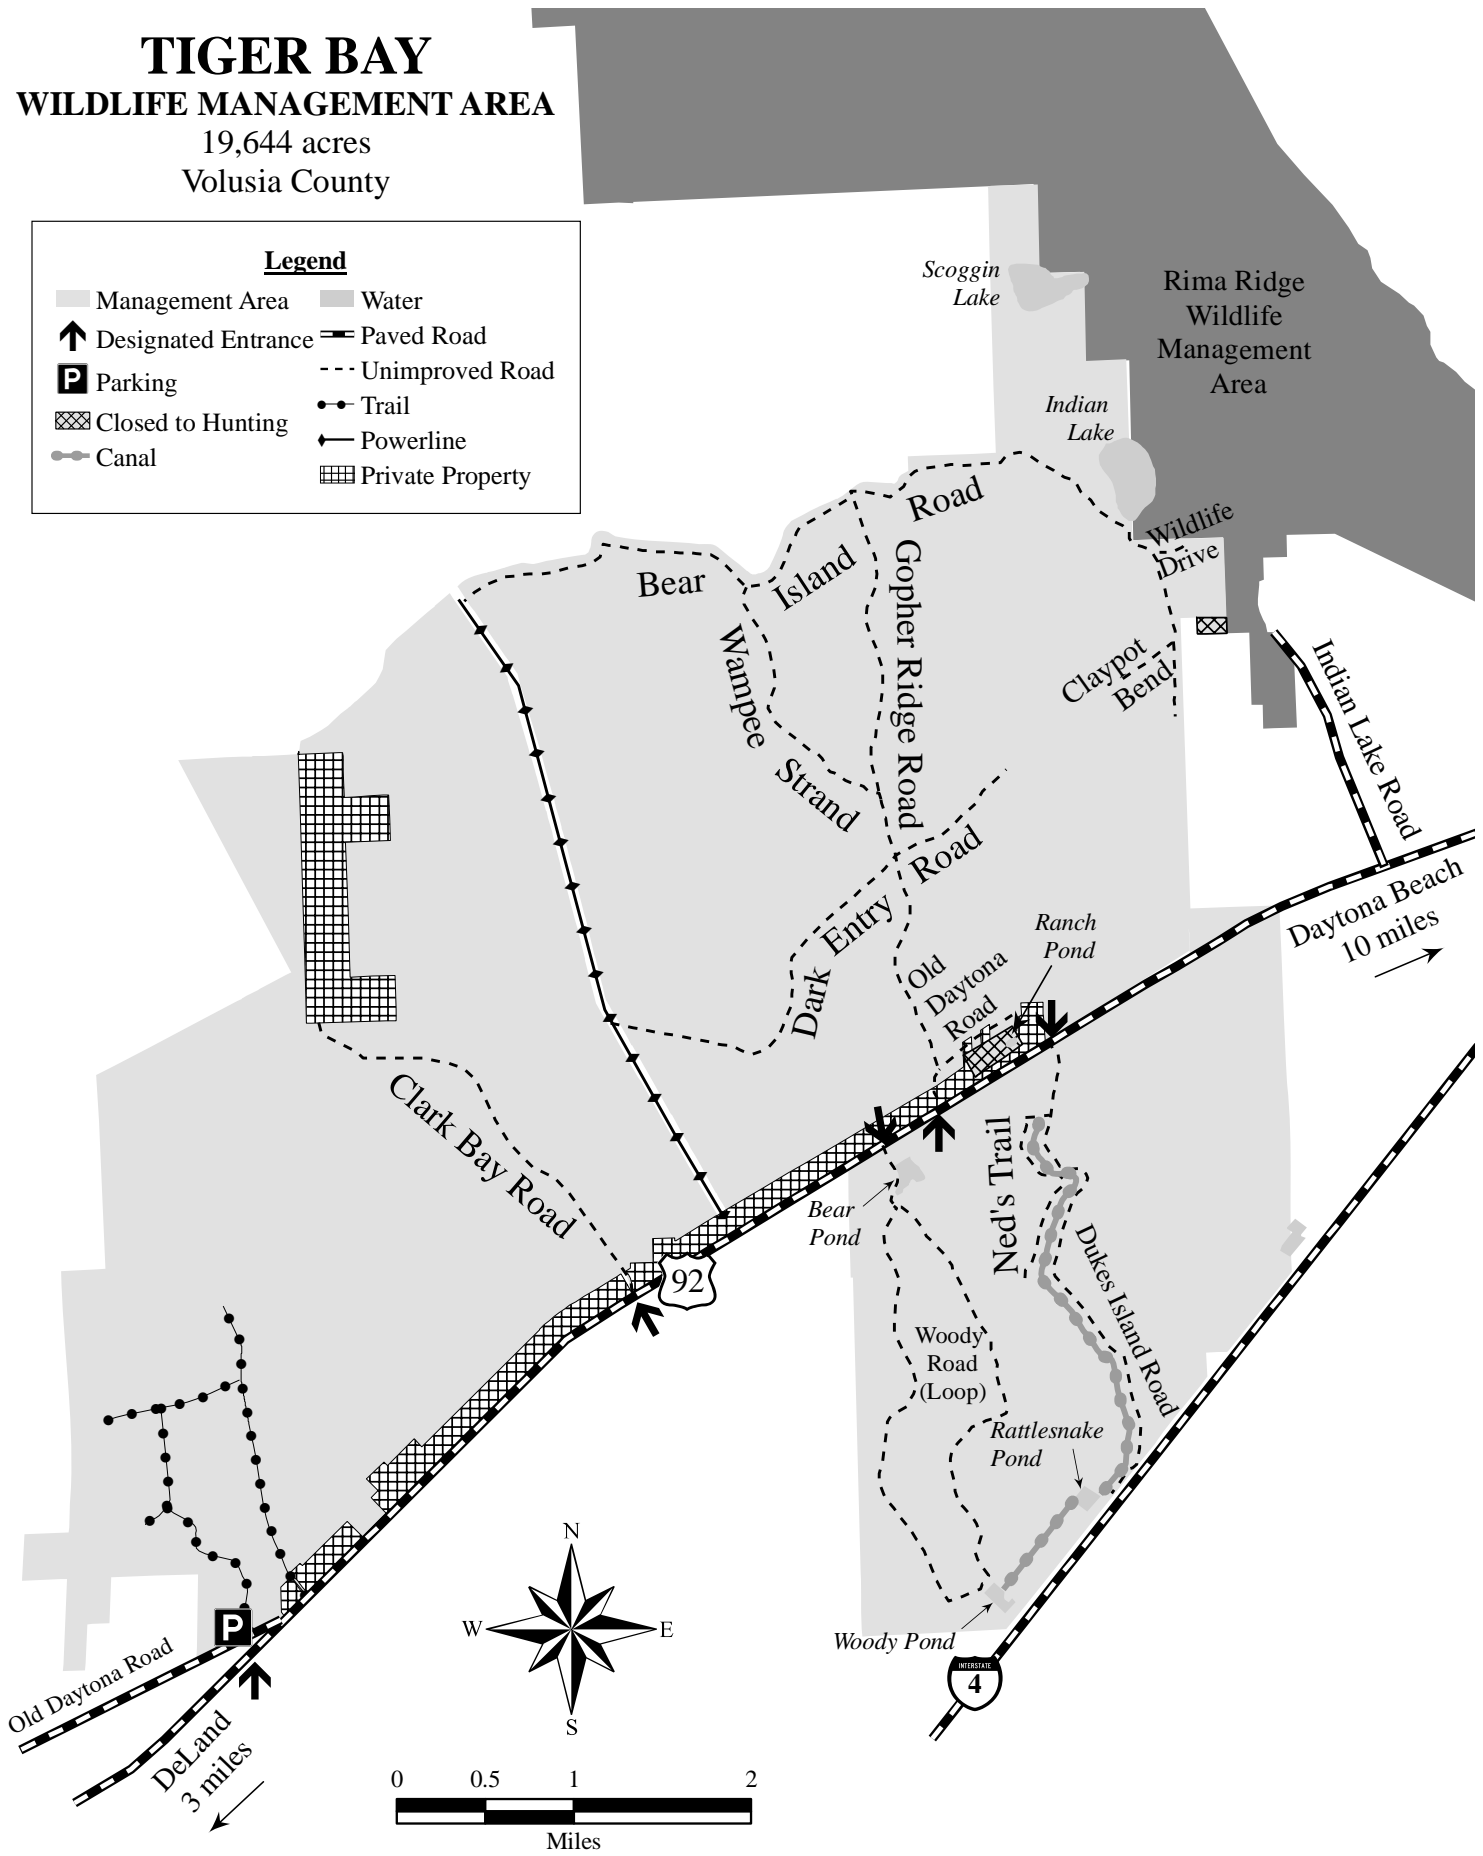 TIGER BAY
WILDLIFE MANAGEMENT AREA
19,644 acres
Volusia County
Legend
Management Area
Designated Entrance
P
Parking
Closed to Hunting
Canal
Water
Paved Road
Unimproved Road
Trail
Powerline
Private Property
Scoggin
Lake
Rima Ridge
Wildlife
Management
Area
Indian
Lake
Wildlife
Drive
Bear
Island
Road
Gopher Ridge Road
Wampee
Strand
Claypot
Bend
Indian Lake Road
Dark
Entry
Road
Daytona Beach
10 miles
Ranch
Pond
Old
Daytona
Road
Clark Bay Road
Bear
Pond
Ned's Trail
Dukes Island Road
92
Woody
Road
(Loop)
Rattlesnake
Pond
Woody Pond
INTERSTATE
4
P
Old Daytona Road
DeLand
3 miles
N
W
E
S
0 0.5 1 2
Miles